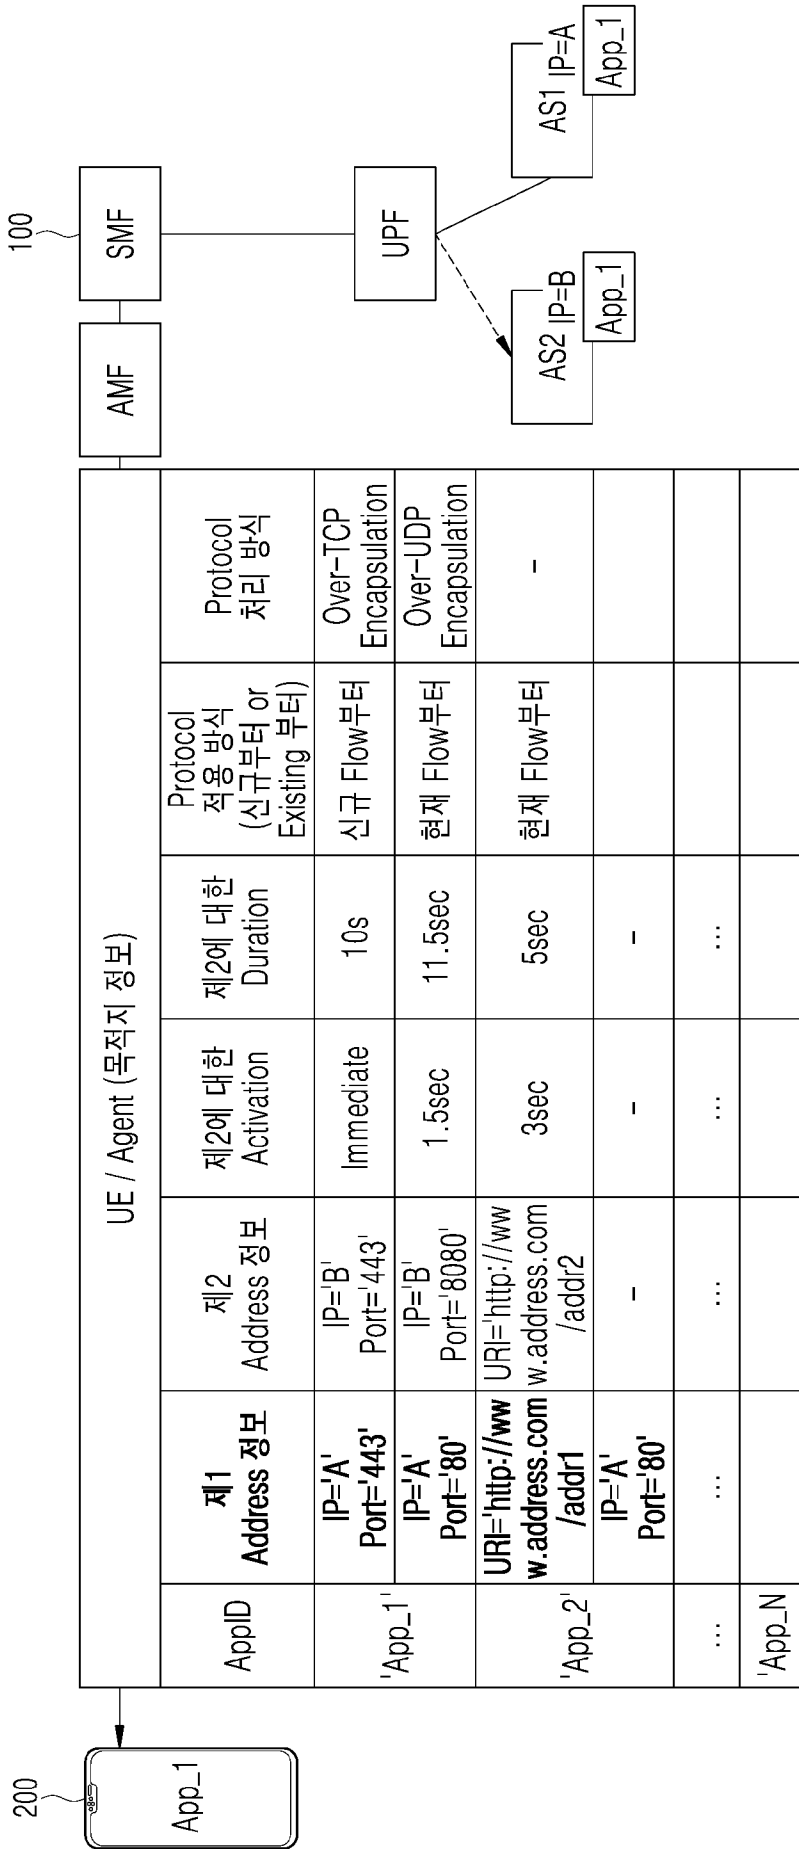 200
App_1
UE / Agent (목적지 정보)
AppID
제1
Address 정보
제2
Address 정보
제2에 대한
Activation
제2에 대한
Duration
Protocol
적용 방식
(신규부터 or
Existing 부터)
Protocol
처리 방식
'App_1'
IP='A'
Port='443'
IP='B'
Port='443'
Immediate
10s
신규 Flow부터
Over-TCP
Encapsulation
IP='A'
Port='80'
IP='B'
Port='8080'
1.5sec
11.5sec
현재 Flow부터
Over-UDP
Encapsulation
'App_2'
URI='http://ww
w.address.com
/addr1
URI='http://ww
w.address.com
/addr2
3sec
5sec
현재 Flow부터
-
IP='A'
Port='80'
-
-
-
...
...
...
...
...
'App_N
AMF
100
SMF
UPF
AS2 IP=B
App_1
AS1 IP=A
App_1